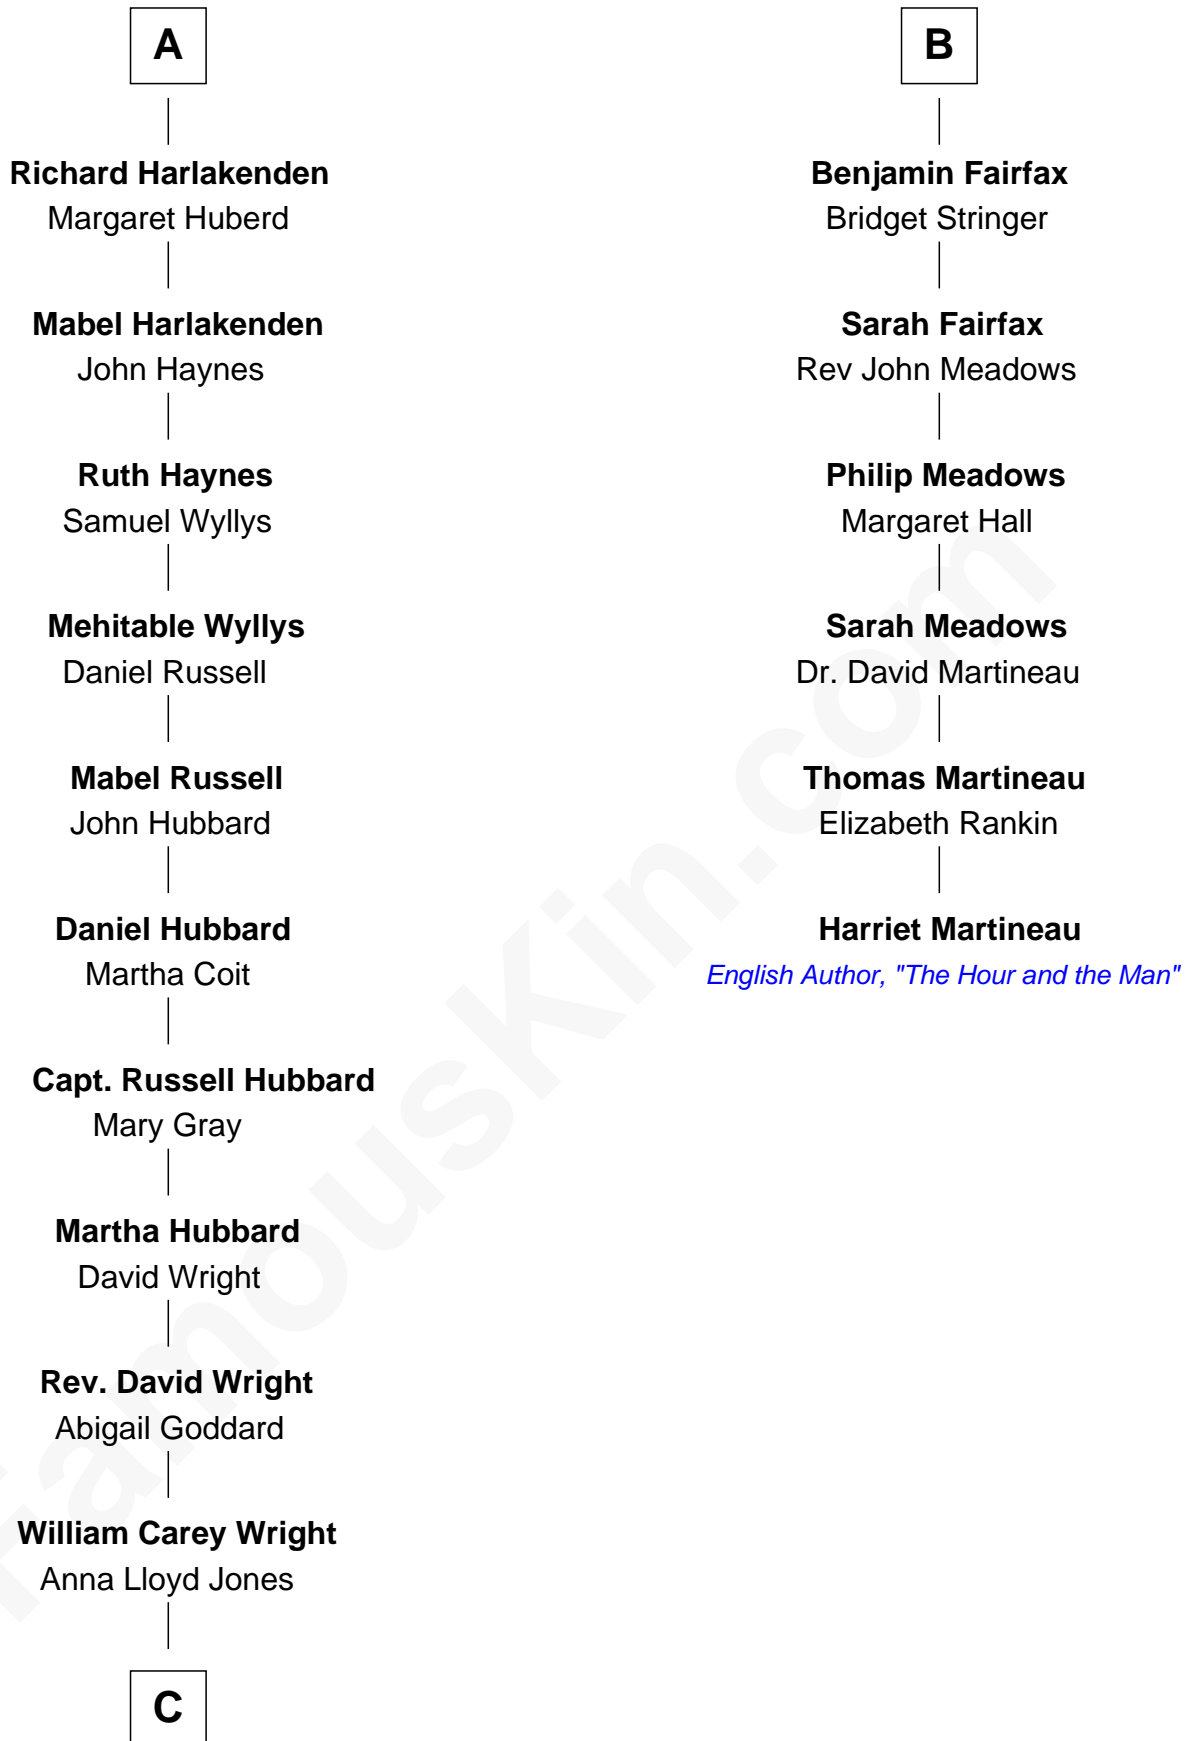 A
Richard Harlakenden
Margaret Huberd
Mabel Harlakenden
John Haynes
Ruth Haynes
Samuel Wyllys
Mehitable Wyllys
Daniel Russell
Mabel Russell
John Hubbard
Daniel Hubbard
Martha Coit
Capt. Russell Hubbard
Mary Gray
Martha Hubbard
David Wright
Rev. David Wright
Abigail Goddard
William Carey Wright
Anna Lloyd Jones
C
B
Benjamin Fairfax
Bridget Stringer
Sarah Fairfax
Rev John Meadows
Philip Meadows
Margaret Hall
Sarah Meadows
Dr. David Martineau
Thomas Martineau
Elizabeth Rankin
Harriet Martineau
English Author, "The Hour and the Man"
FamousKin.com